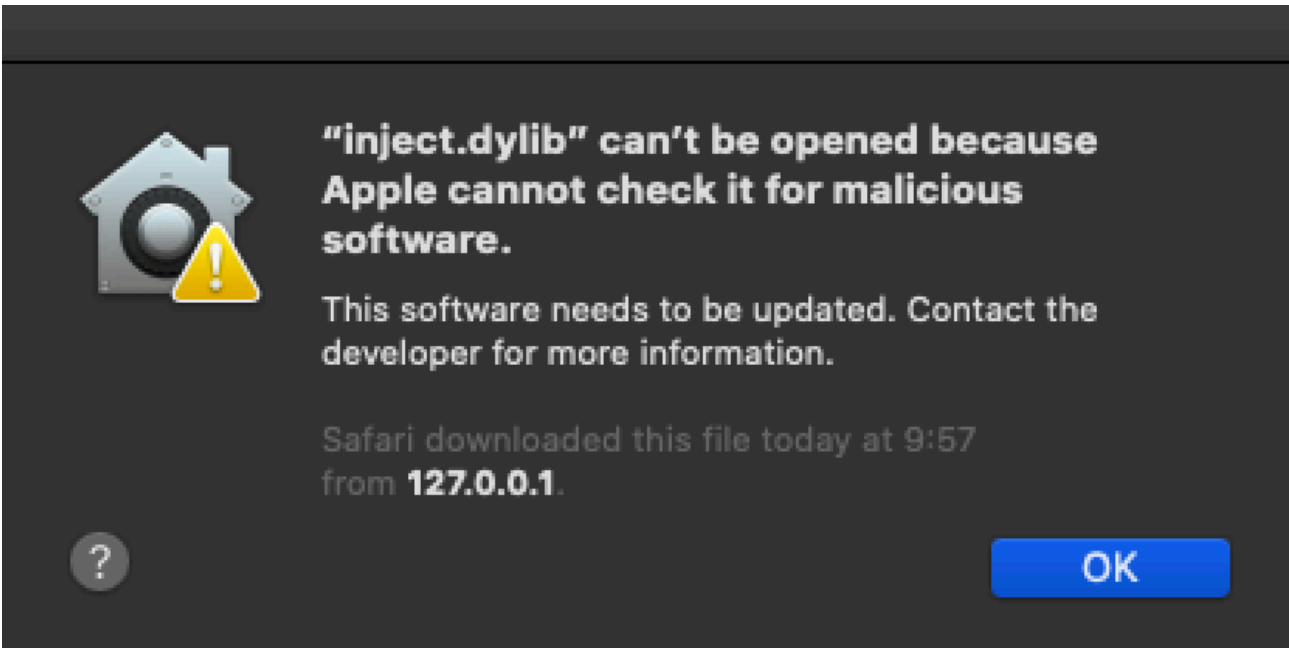 “inject.dylib” can’t be opened because
Apple cannot check it for malicious
software.
This software needs to be updated. Contact the
developer for more information.
Safari downloaded this file today at 9:57
from 127.0.0.1.
?
OK